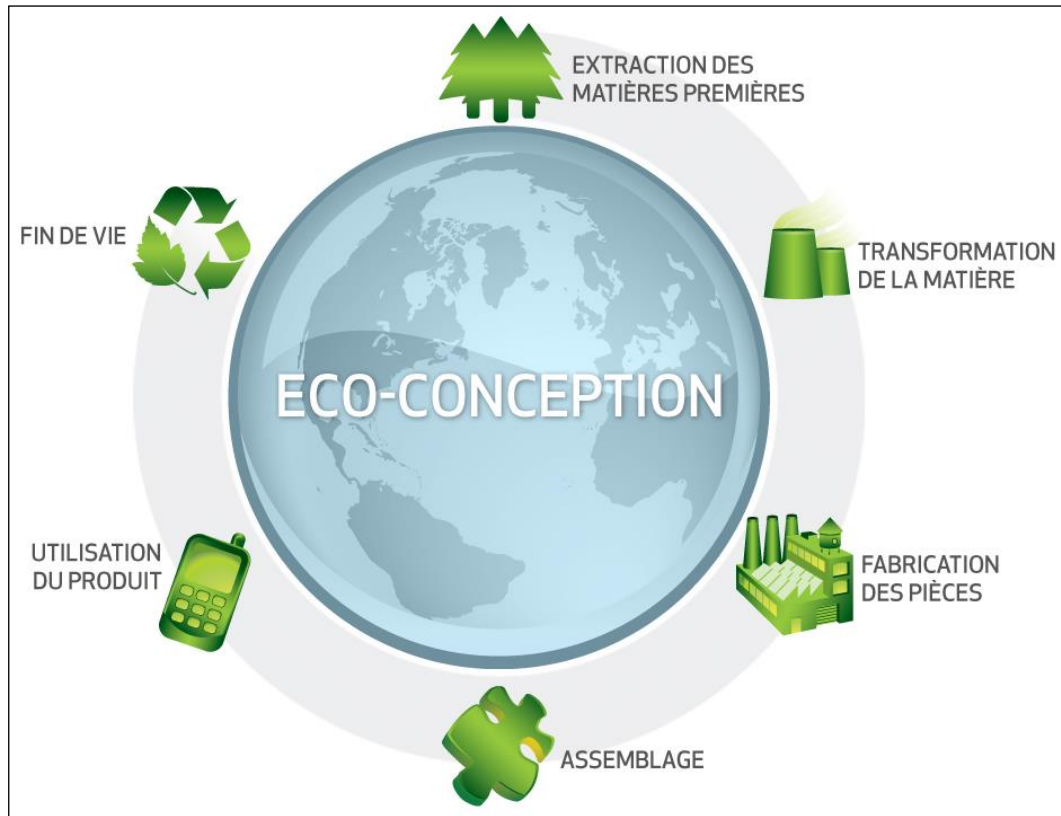 EXTRACTION DES
MATIÈRES PREMIÈRES
FIN DE VIE
TRANSFORMATION
DE LA MATIÈRE
ECO-CONCEPTION
UTILISATION
DU PRODUIT
FABRICATION
DES PIÈCES
ASSEMBLAGE